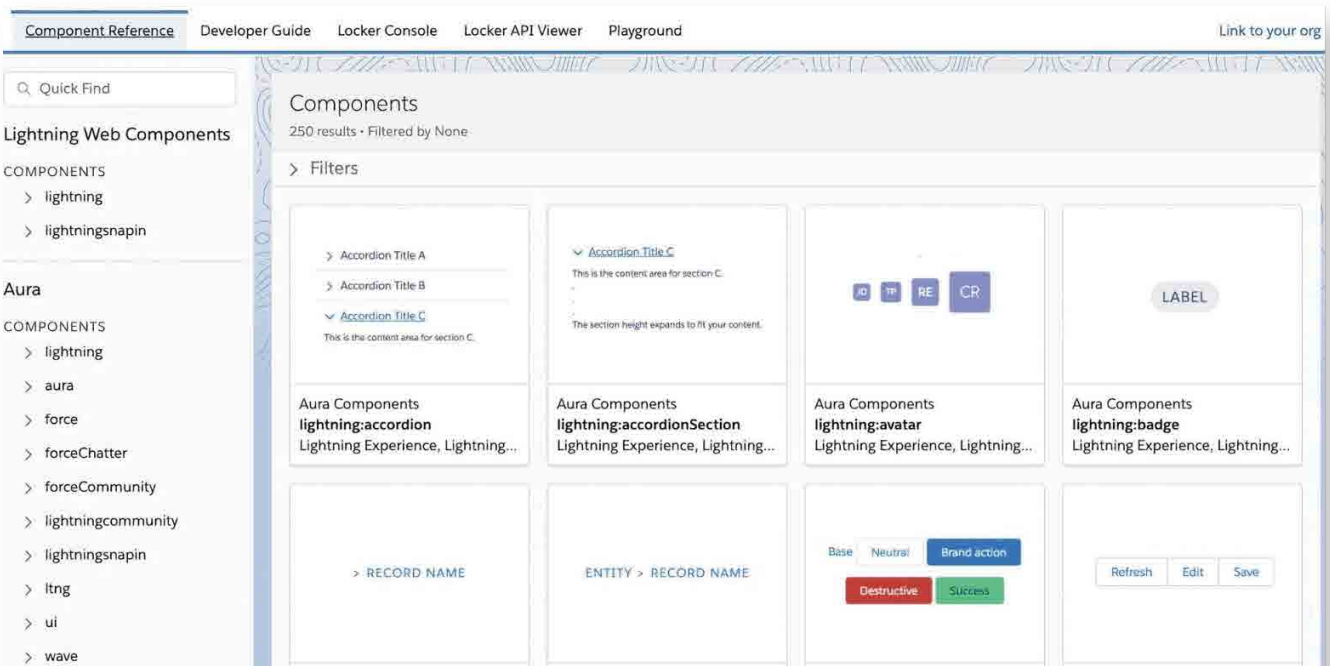 Component Reference Developer Guide Locker Console Locker API Viewer Playground Link to your org
Quick Find
Lightning Web Components
COMPONENTS
> lightning
> lightningsnapin
Aura
COMPONENTS
> lightning
> aura
> force
> forceChatter
> forceCommunity
> lightningcommunity
> lightningsnapin
> ltng
> ui
> wave
Components
250 results • Filtered by None
> Filters
> Accordion Title A
> Accordion Title B
Accordion Title C
This is the content area for section C.
Aura Components
lightning:accordion
Lightning Experience, Lightning...
Accordion Title C
This is the content area for section C.
.
.
The section height expands to fit your content.
Aura Components
lightning:accordionSection
Lightning Experience, Lightning...
JD TP RE CR
Aura Components
lightning:avatar
Lightning Experience, Lightning...
LABEL
Aura Components
lightning:badge
Lightning Experience, Lightning...
> RECORD NAME
ENTITY > RECORD NAME
Base Neutral Brand action
Destructive Success
Refresh Edit Save